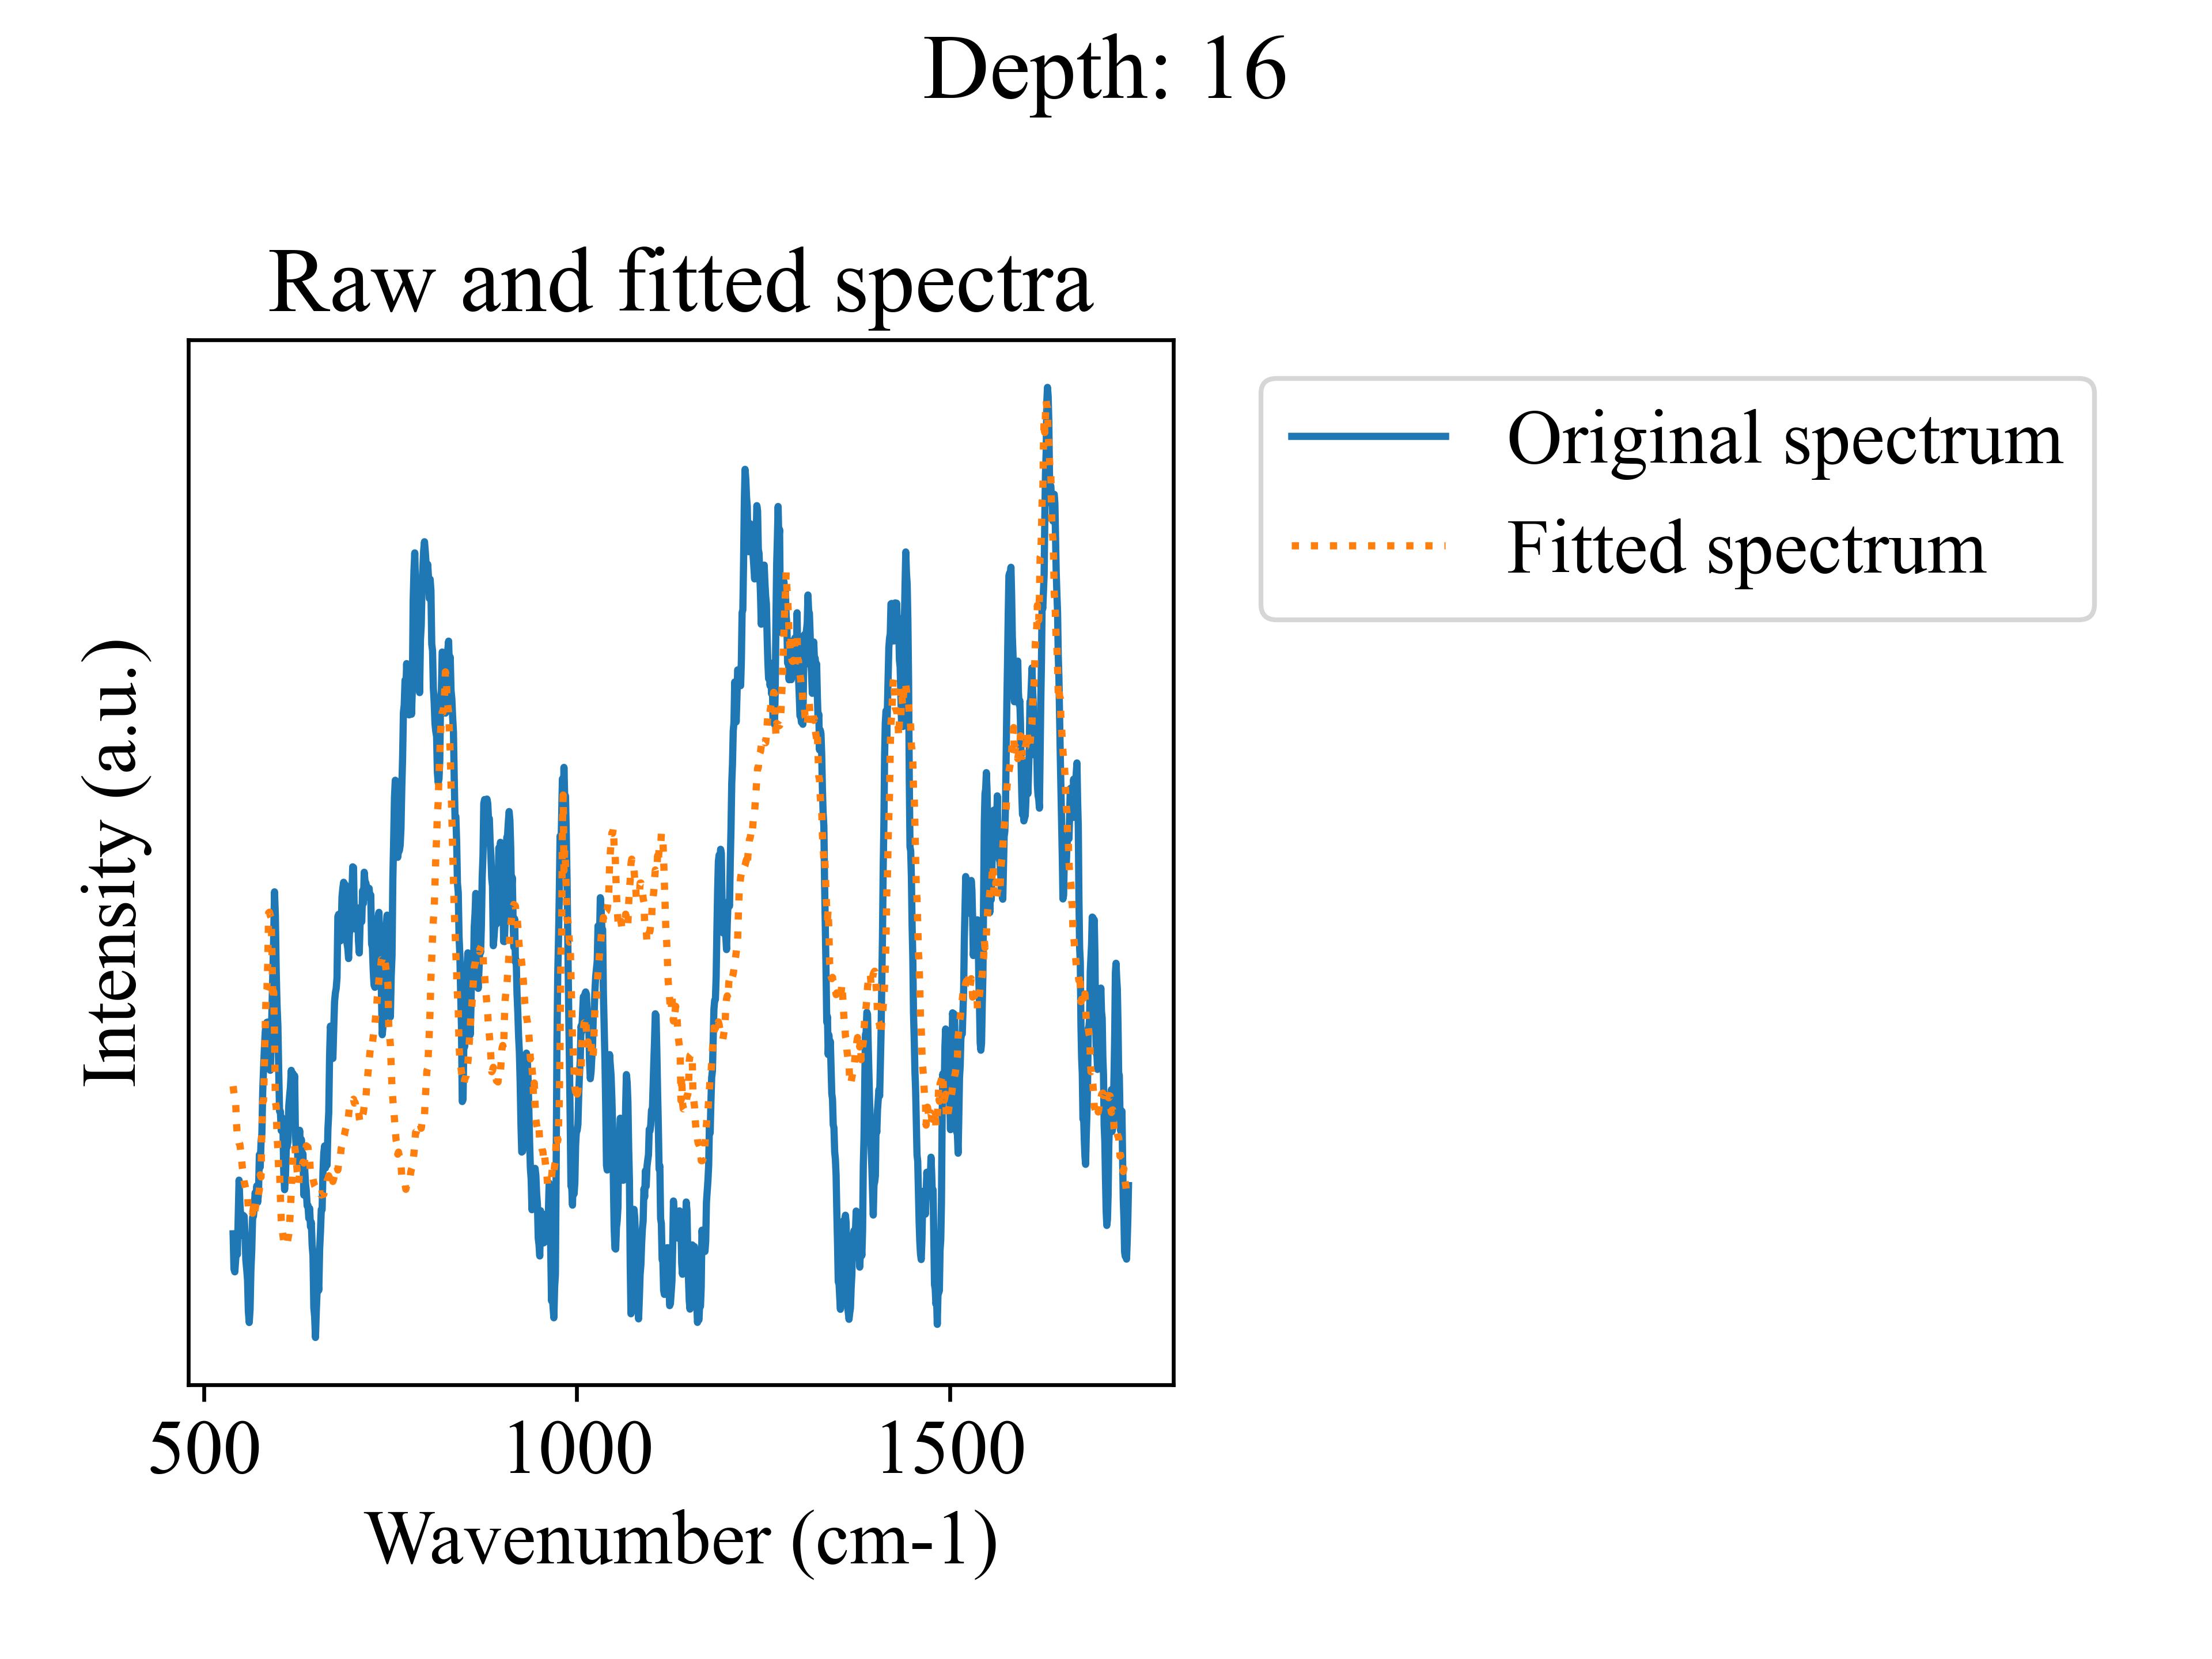 Depth: 16
Raw and fitted spectra
Original spectrum
Fitted spectrum
Intensity (a.u.)
500 1000 1500
Wavenumber (cm-1)